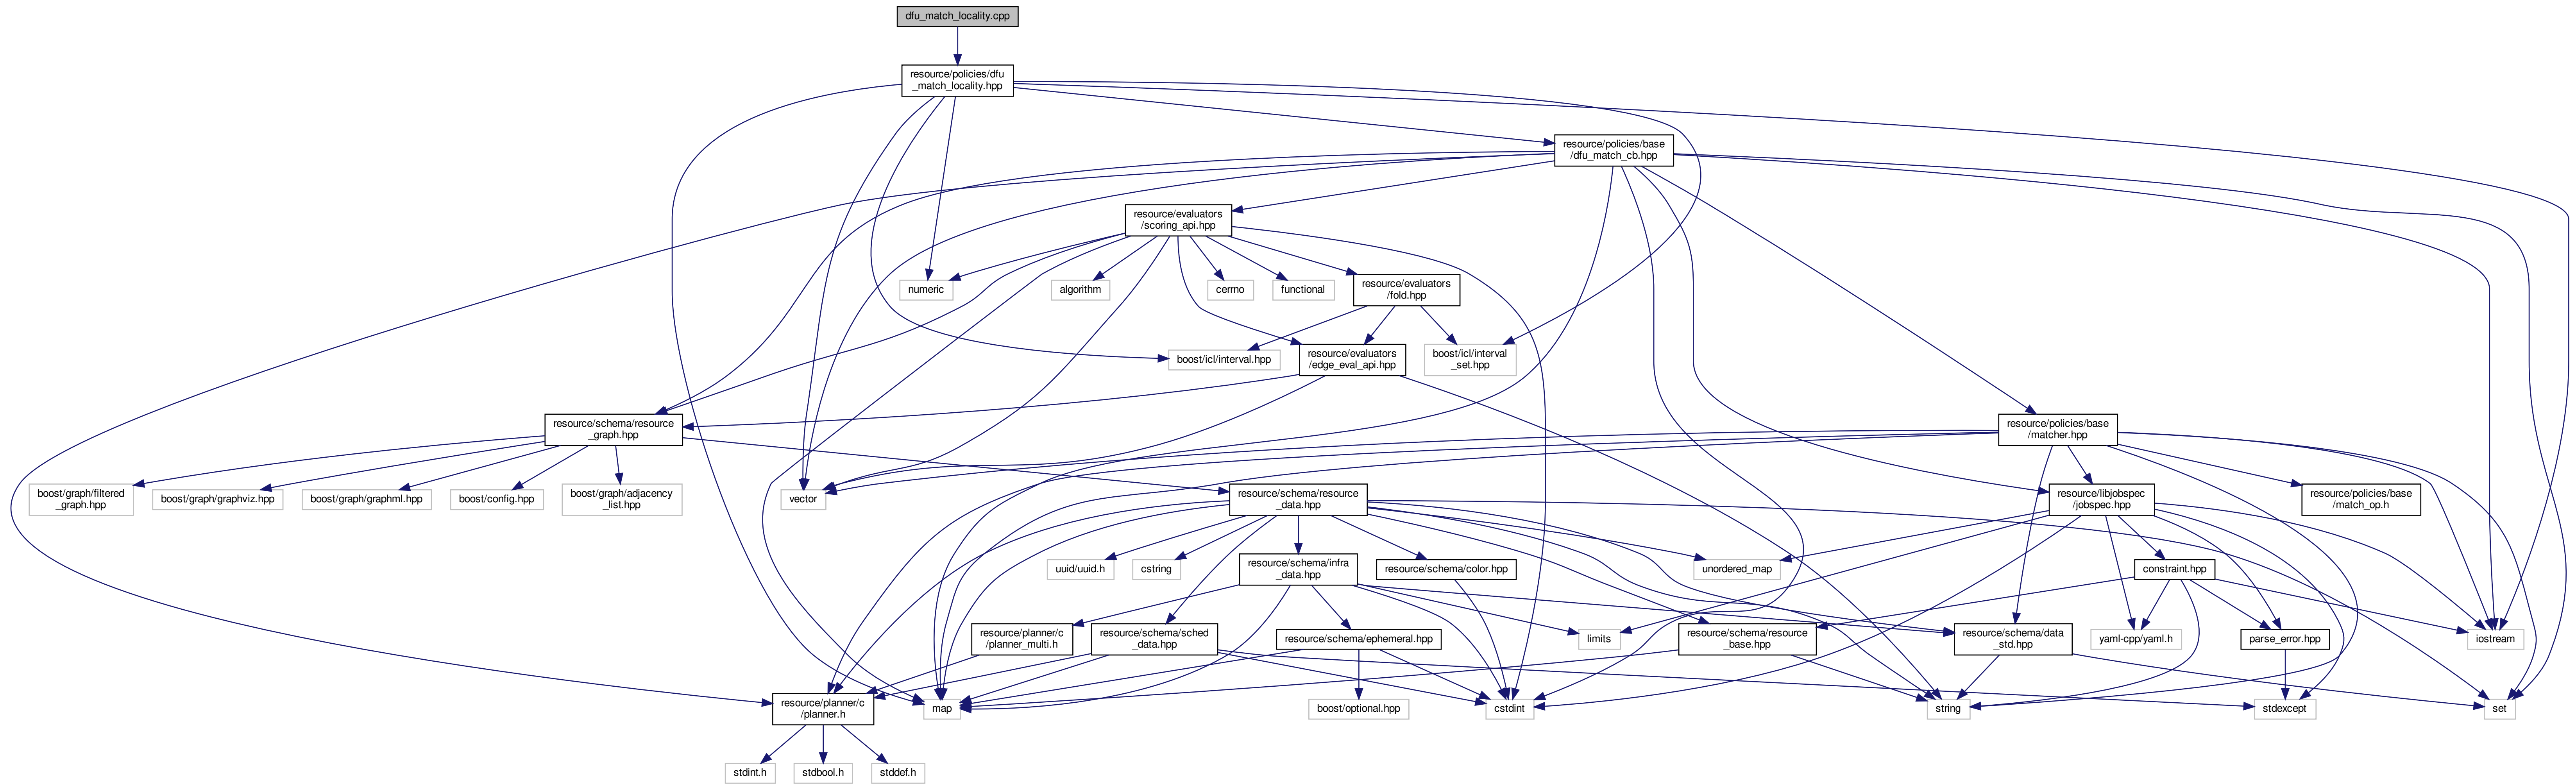 dfu_match_locality.cpp
resource/policies/dfu
_match_locality.hpp
resource/policies/base
/dfu_match_cb.hpp
resource/evaluators
/scoring_api.hpp
numeric
algorithm
cerrno
functional
resource/evaluators
/fold.hpp
boost/icl/interval.hpp
resource/evaluators
/edge_eval_api.hpp
boost/icl/interval
_set.hpp
resource/schema/resource
_graph.hpp
resource/policies/base
/matcher.hpp
boost/graph/filtered
_graph.hpp
boost/graph/graphviz.hpp
boost/graph/graphml.hpp
boost/config.hpp
boost/graph/adjacency
_list.hpp
vector
resource/schema/resource
_data.hpp
resource/libjobspec
/jobspec.hpp
resource/policies/base
/match_op.h
uuid/uuid.h
cstring
resource/schema/infra
_data.hpp
resource/schema/color.hpp
unordered_map
constraint.hpp
resource/planner/c
/planner_multi.h
resource/schema/sched
_data.hpp
resource/schema/ephemeral.hpp
limits
resource/schema/resource
_base.hpp
resource/schema/data
_std.hpp
yaml-cpp/yaml.h
parse_error.hpp
iostream
resource/planner/c
/planner.h
map
boost/optional.hpp
cstdint
string
stdexcept
set
stdint.h
stdbool.h
stddef.h